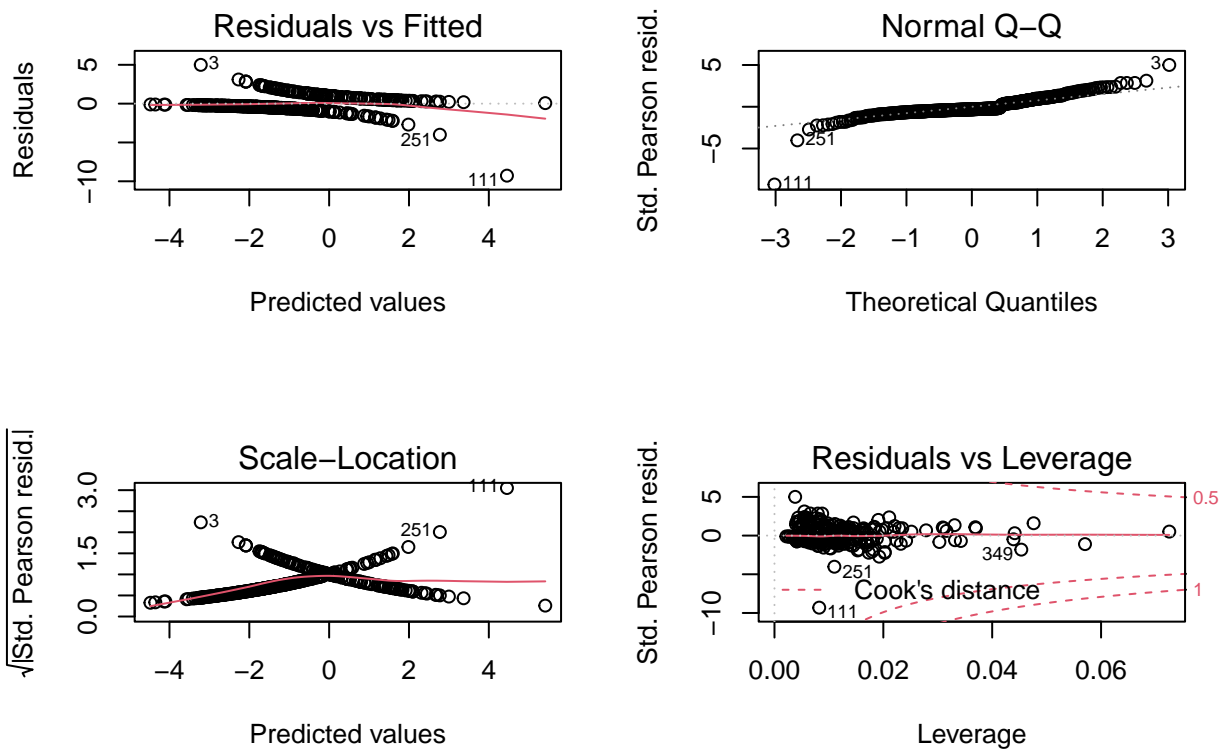 Residuals vs Fitted
Residuals
5
0
−10
3
251
111
−4 −2 0 2 4
Predicted values
Normal Q−Q
Std. Pearson resid.
5
−5
3
251
111
−3 −2 −1 0 1 2 3
Theoretical Quantiles
Scale−Location
√|Std. Pearson resid.|
3.0
1.5
0.0
111
3
251
−4 −2 0 2 4
Predicted values
Residuals vs Leverage
Std. Pearson resid.
5
0
−10
0.5
1
349
251
Cook's distance
111
0.00 0.02 0.04 0.06
Leverage